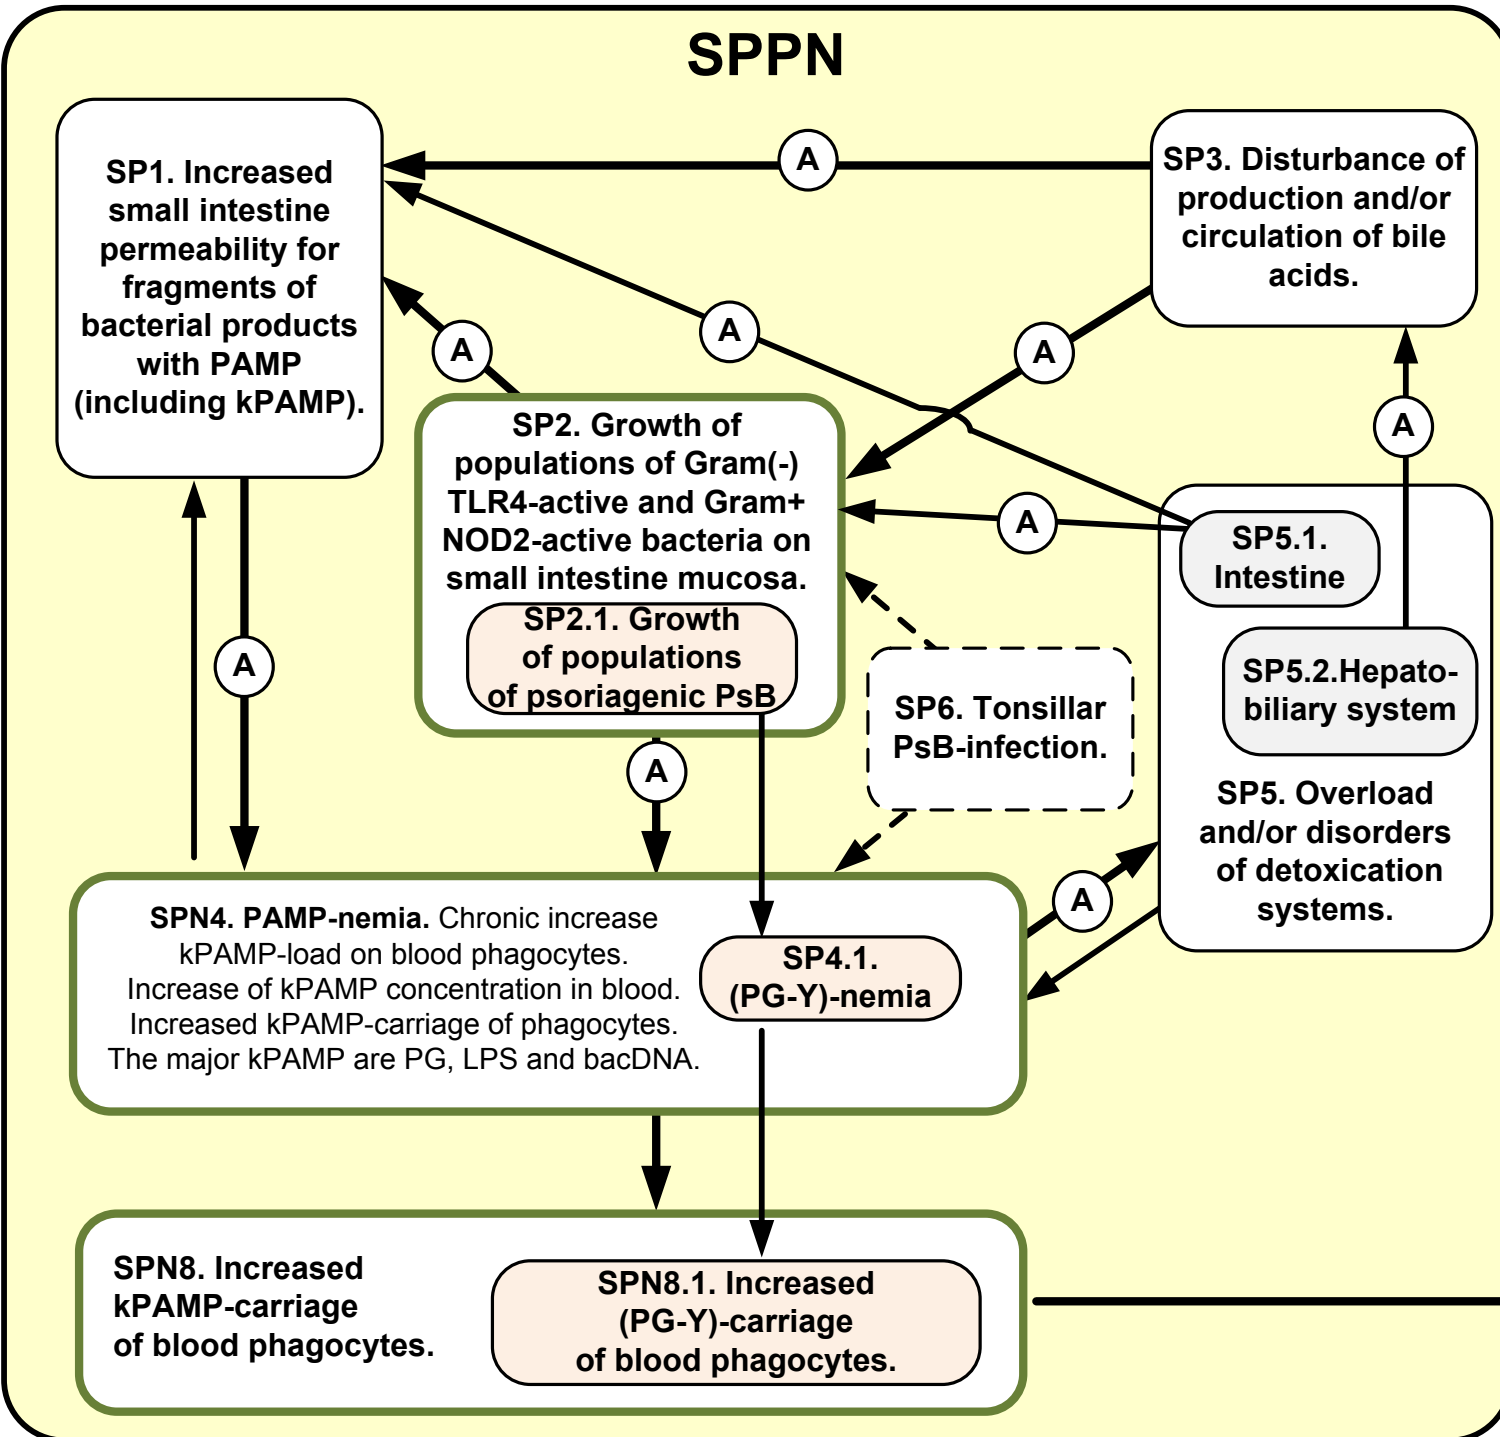 SPPN
SP1. Increased
small intestine
permeability for
fragments of
bacterial products
with PAMP
(including kPAMP).
A
SP3. Disturbance of
production and/or
circulation of bile
acids.
A
A
A
A
SP2. Growth of
populations of Gram(-)
TLR4-active and Gram+
NOD2-active bacteria on
small intestine mucosa.
SP2.1. Growth
of populations
of psoriagenic PsB
A
SP5.1.
Intestine
SP5.2.Hepato-
biliary system
SP5. Overload
and/or disorders
of detoxication
systems.
SP6. Tonsillar
PsB-infection.
A
A
A
SPN4. PAMP-nemia. Chronic increase
kPAMP-load on blood phagocytes.
Increase of kPAMP concentration in blood.
Increased kPAMP-carriage of phagocytes.
The major kPAMP are PG, LPS and bacDNA.
SP4.1.
(PG-Y)-nemia
SPN8. Increased
kPAMP-carriage
of blood phagocytes.
SPN8.1. Increased
(PG-Y)-carriage
of blood phagocytes.